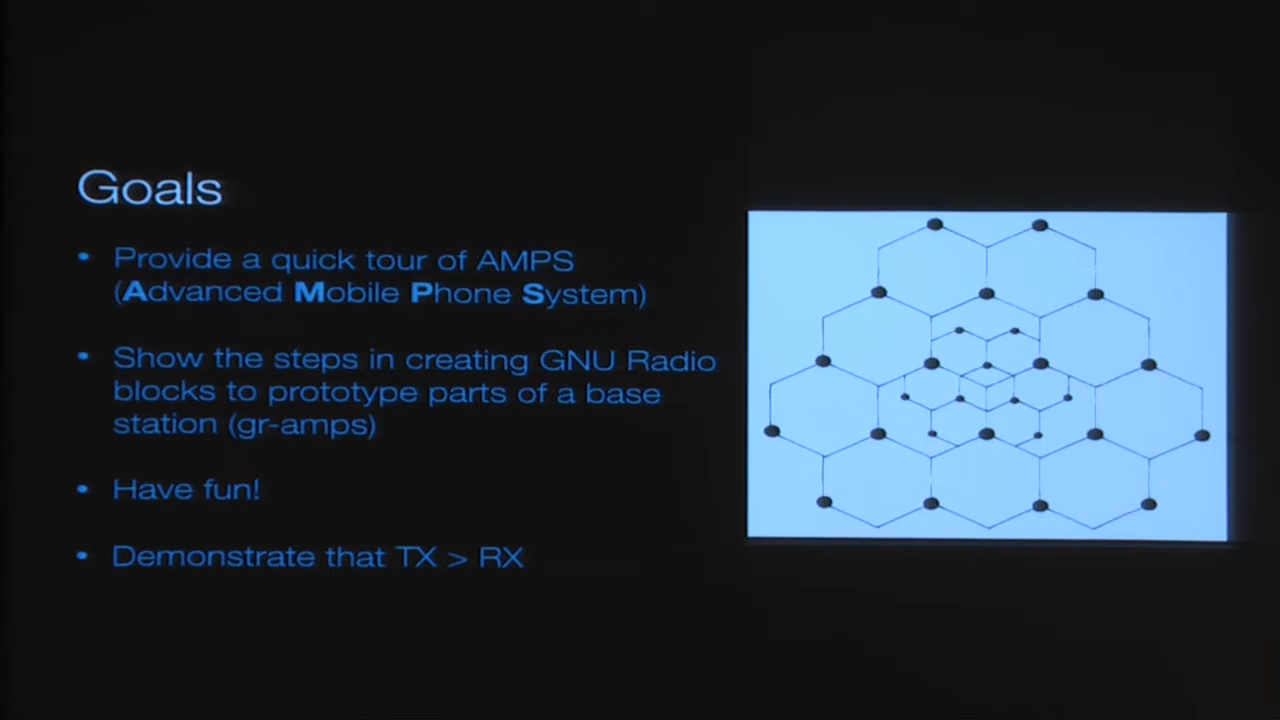 Goals
• Provide a quick tour of AMPS
(Advanced Mobile Phone System)
• Show the steps in creating GNU Radio
blocks to prototype parts of a base
station (gr-amps)
• Have fun!
• Demonstrate that TX > RX